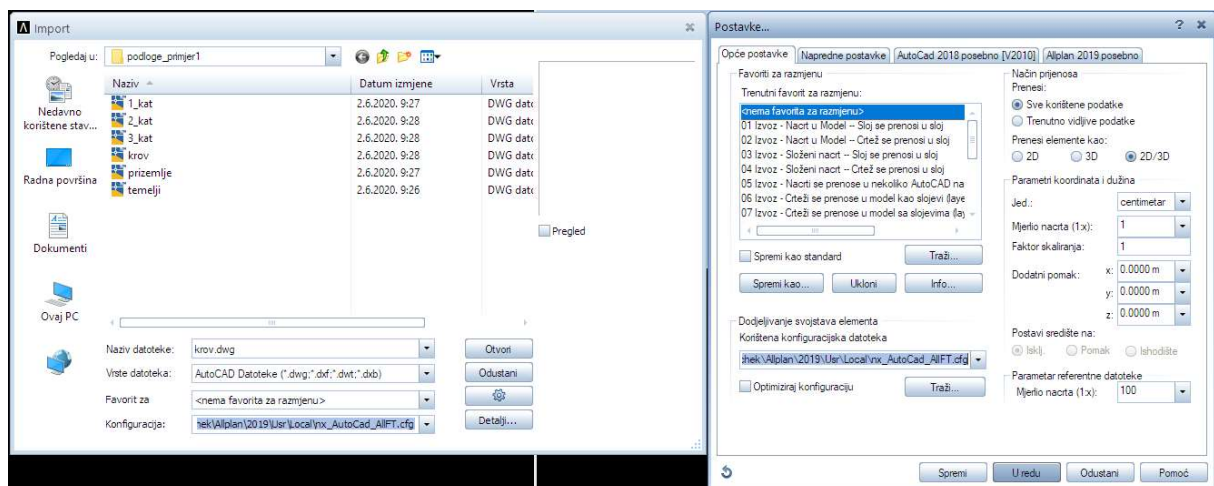 Import
Pogledaj u:
podloge_primjer1
Nedavno
korištene stav...
Radna površina
Dokumenti
Ovaj PC
Naziv
Datum izmjene
Vrsta
1_kat
2.6.2020. 9:27
DWG dato
2_kat
2.6.2020. 9:28
DWG dato
3_kat
2.6.2020. 9:28
DWG dato
krov
2.6.2020. 9:28
DWG dato
prizemlje
2.6.2020. 9:27
DWG dato
temelji
2.6.2020. 9:26
DWG dato
Pregled
Naziv datoteke:
krov.dwg
Otvori
Vrste datoteka:
AutoCAD Datoteke (*.dwg;*.dxf;*.dwt;*.dxb)
Odustani
Favorit za
<nema favorita za razmjenu>
Konfiguracija:
hek\Allplan\2019\Usr\Local\nx_AutoCad_AllFT.cfg
Detalji...
Postavke...
Opće postavke
Napredne postavke
AutoCad 2018 posebno [V2010]
Allplan 2019 posebno
Favoriti za razmjenu
Trenutni favorit za razmjenu:
<nema favorita za razmjenu>
01 Izvoz - Nacrt u Model -- Sloj se prenosi u sloj
02 Izvoz - Nacrt u Model -- Crtež se prenosi u sloj
03 Izvoz - Složeni nacrt -- Sloj se prenosi u sloj
04 Izvoz - Složeni nacrt -- Crtež se prenosi u sloj
05 Izvoz - Nacrti se prenose u nekoliko AutoCAD na
06 Izvoz - Crteži se prenose u model kao slojevi (laye
07 Izvoz - Crteži se prenose u model sa slojevima (lay
Spremi kao standard
Traži...
Spremi kao...
Ukloni
Info...
Dodjeljivanje svojstava elementa
Korištena konfiguracijska datoteka
:hek\Allplan\2019\Usr\Local\nx_AutoCad_AllFT.cfg
Optimiziraj konfiguraciju
Traži...
Način prijenosa
Prenesi:
Sve korištene podatke
Trenutno vidljive podatke
Prenesi elemente kao:
2D
3D
2D/3D
Parametri koordinata i dužina
Jed.:
centimetar
Mjerilo nacrta (1:x):
1
Faktor skaliranja:
1
Dodatni pomak:
x:
0.0000 m
y:
0.0000 m
z:
0.0000 m
Postavi središte na:
Isklj.
Pomak
Ishodište
Parametar referentne datoteke
Mjerilo nacrta (1:x):
100
Spremi
U redu
Odustani
Pomoć